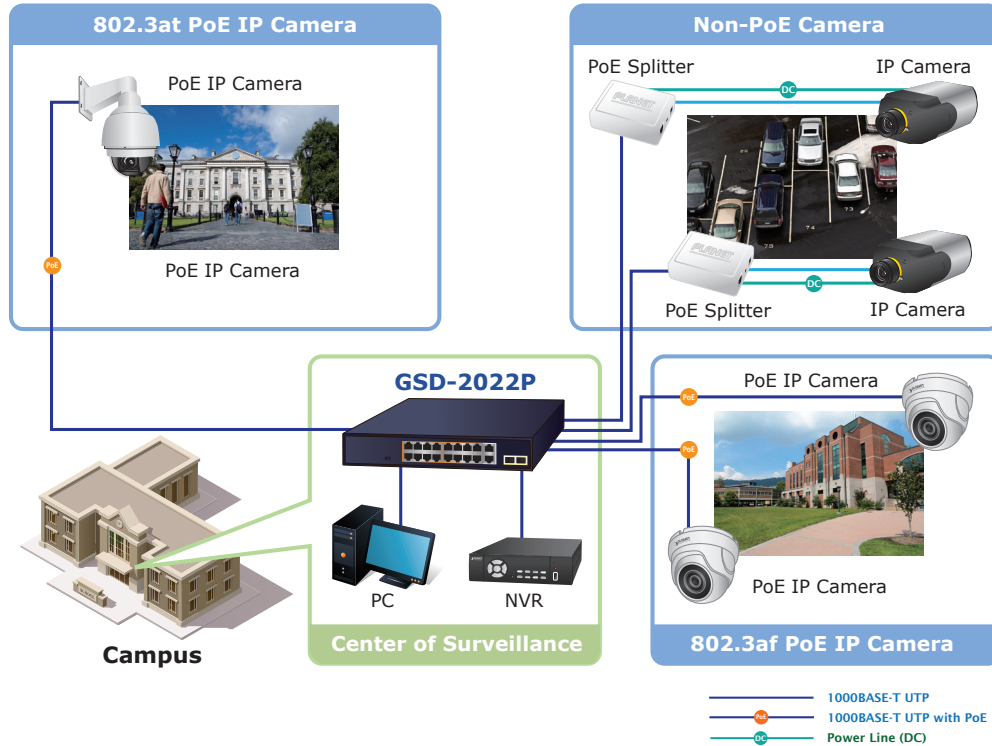 802.3at PoE IP Camera
PoE IP Camera
PoE IP Camera
PoE
Non-PoE Camera
PoE Splitter
IP Camera
DC
PLANET
PLANET
DC
PoE Splitter
IP Camera
73
74
GSD-2022P
PC
NVR
Center of Surveillance
Campus
PoE IP Camera
PoE
PoE
PoE IP Camera
802.3af PoE IP Camera
1000BASE-T UTP
PoE
1000BASE-T UTP with PoE
DC
Power Line (DC)